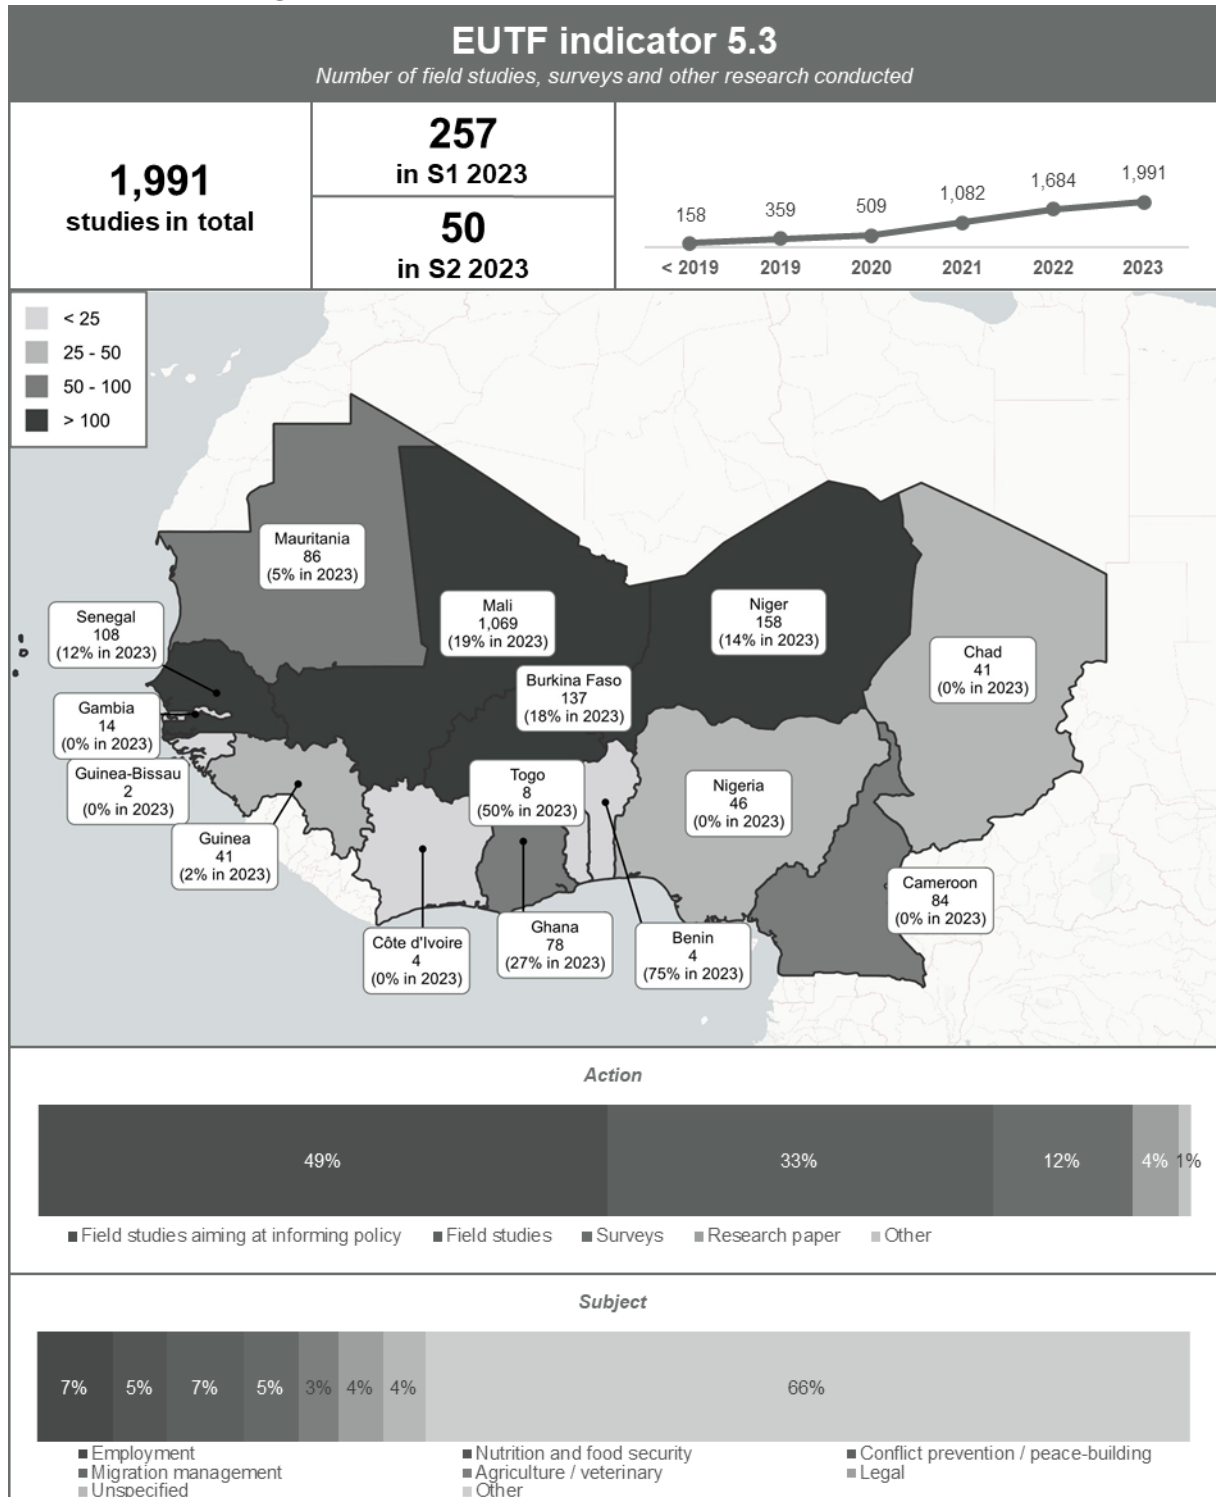 EUTF indicator 5.3
Number of field studies, surveys and other research conducted
1,991
studies in total
257
in S1 2023
50
in S2 2023
158
359
509
1,082
1,684
1,991
< 2019
2019
2020
2021
2022
2023
< 25
25 - 50
50 - 100
> 100
Mauritania
86
(5% in 2023)
Mali
1,069
(19% in 2023)
Niger
158
(14% in 2023)
Senegal
108
(12% in 2023)
Chad
41
(0% in 2023)
Burkina Faso
137
(18% in 2023)
Gambia
14
(0% in 2023)
Guinea-Bissau
2
(0% in 2023)
Togo
8
(50% in 2023)
Nigeria
46
(0% in 2023)
Guinea
41
(2% in 2023)
Cameroon
84
(0% in 2023)
Côte d'Ivoire
4
(0% in 2023)
Ghana
78
(27% in 2023)
Benin
4
(75% in 2023)
Action
49%
33%
12%
4%
1%
Field studies aiming at informing policy
Field studies
Surveys
Research paper
Other
Subject
7%
5%
7%
5%
3%
4%
4%
66%
Employment
Nutrition and food security
Conflict prevention / peace-building
Migration management
Agriculture / veterinary
Legal
Unspecified
Other